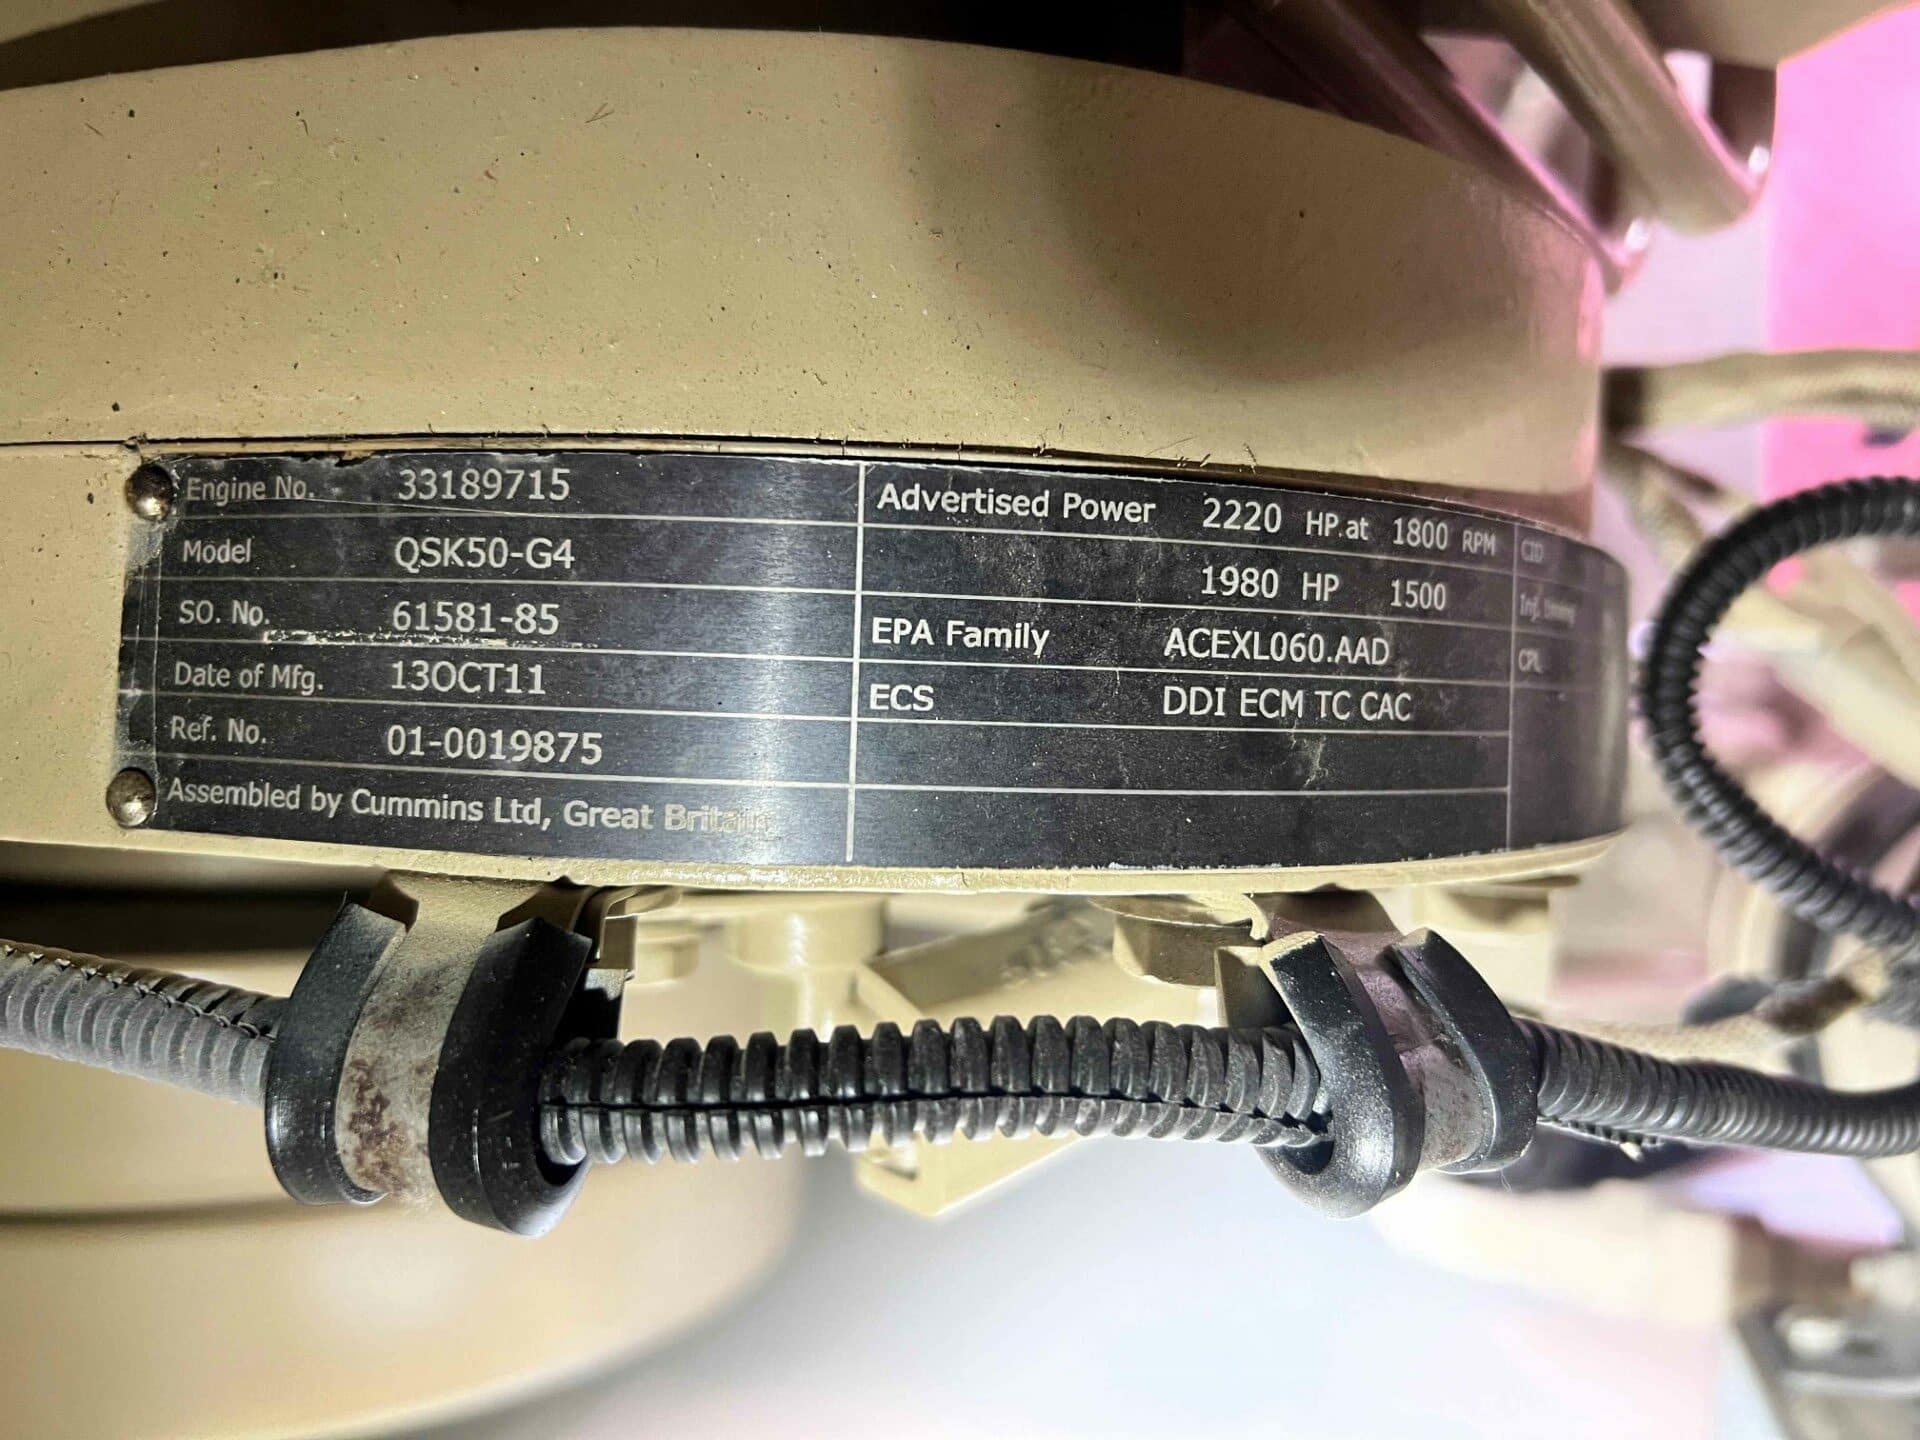 Engine No. 33189715
Model QSK50-G4
SO. No. 61581-85
Date of Mfg. 13OCT11
Ref. No. 01-0019875
Assembled by Cummins Ltd, Great Britain
Advertised Power 2220 HP.at 1800 RPM
1980 HP 1500
EPA Family ACEXL060.AAD
ECS DDI ECM TC CAC
CID
Inj. timing
CPL